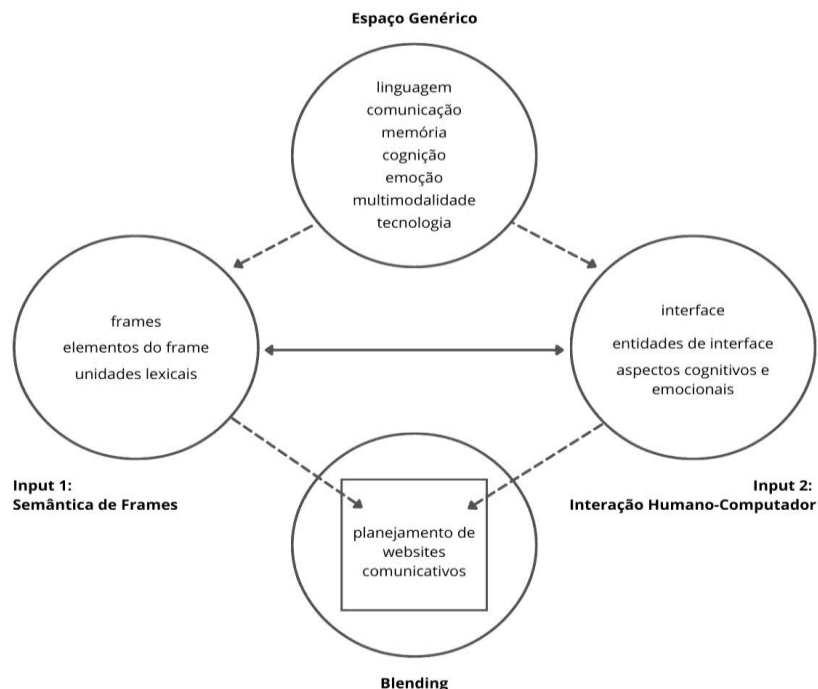 Espaço Genérico
linguagem
comunicação
memória
cognição
emoção
multimodalidade
tecnologia
frames
elementos do frame
unidades lexicais
interface
entidades de interface
aspectos cognitivos e
emocionais
Input 1:
Semântica de Frames
Input 2:
Interação Humano-Computador
planejamento de
websites
comunicativos
Blending